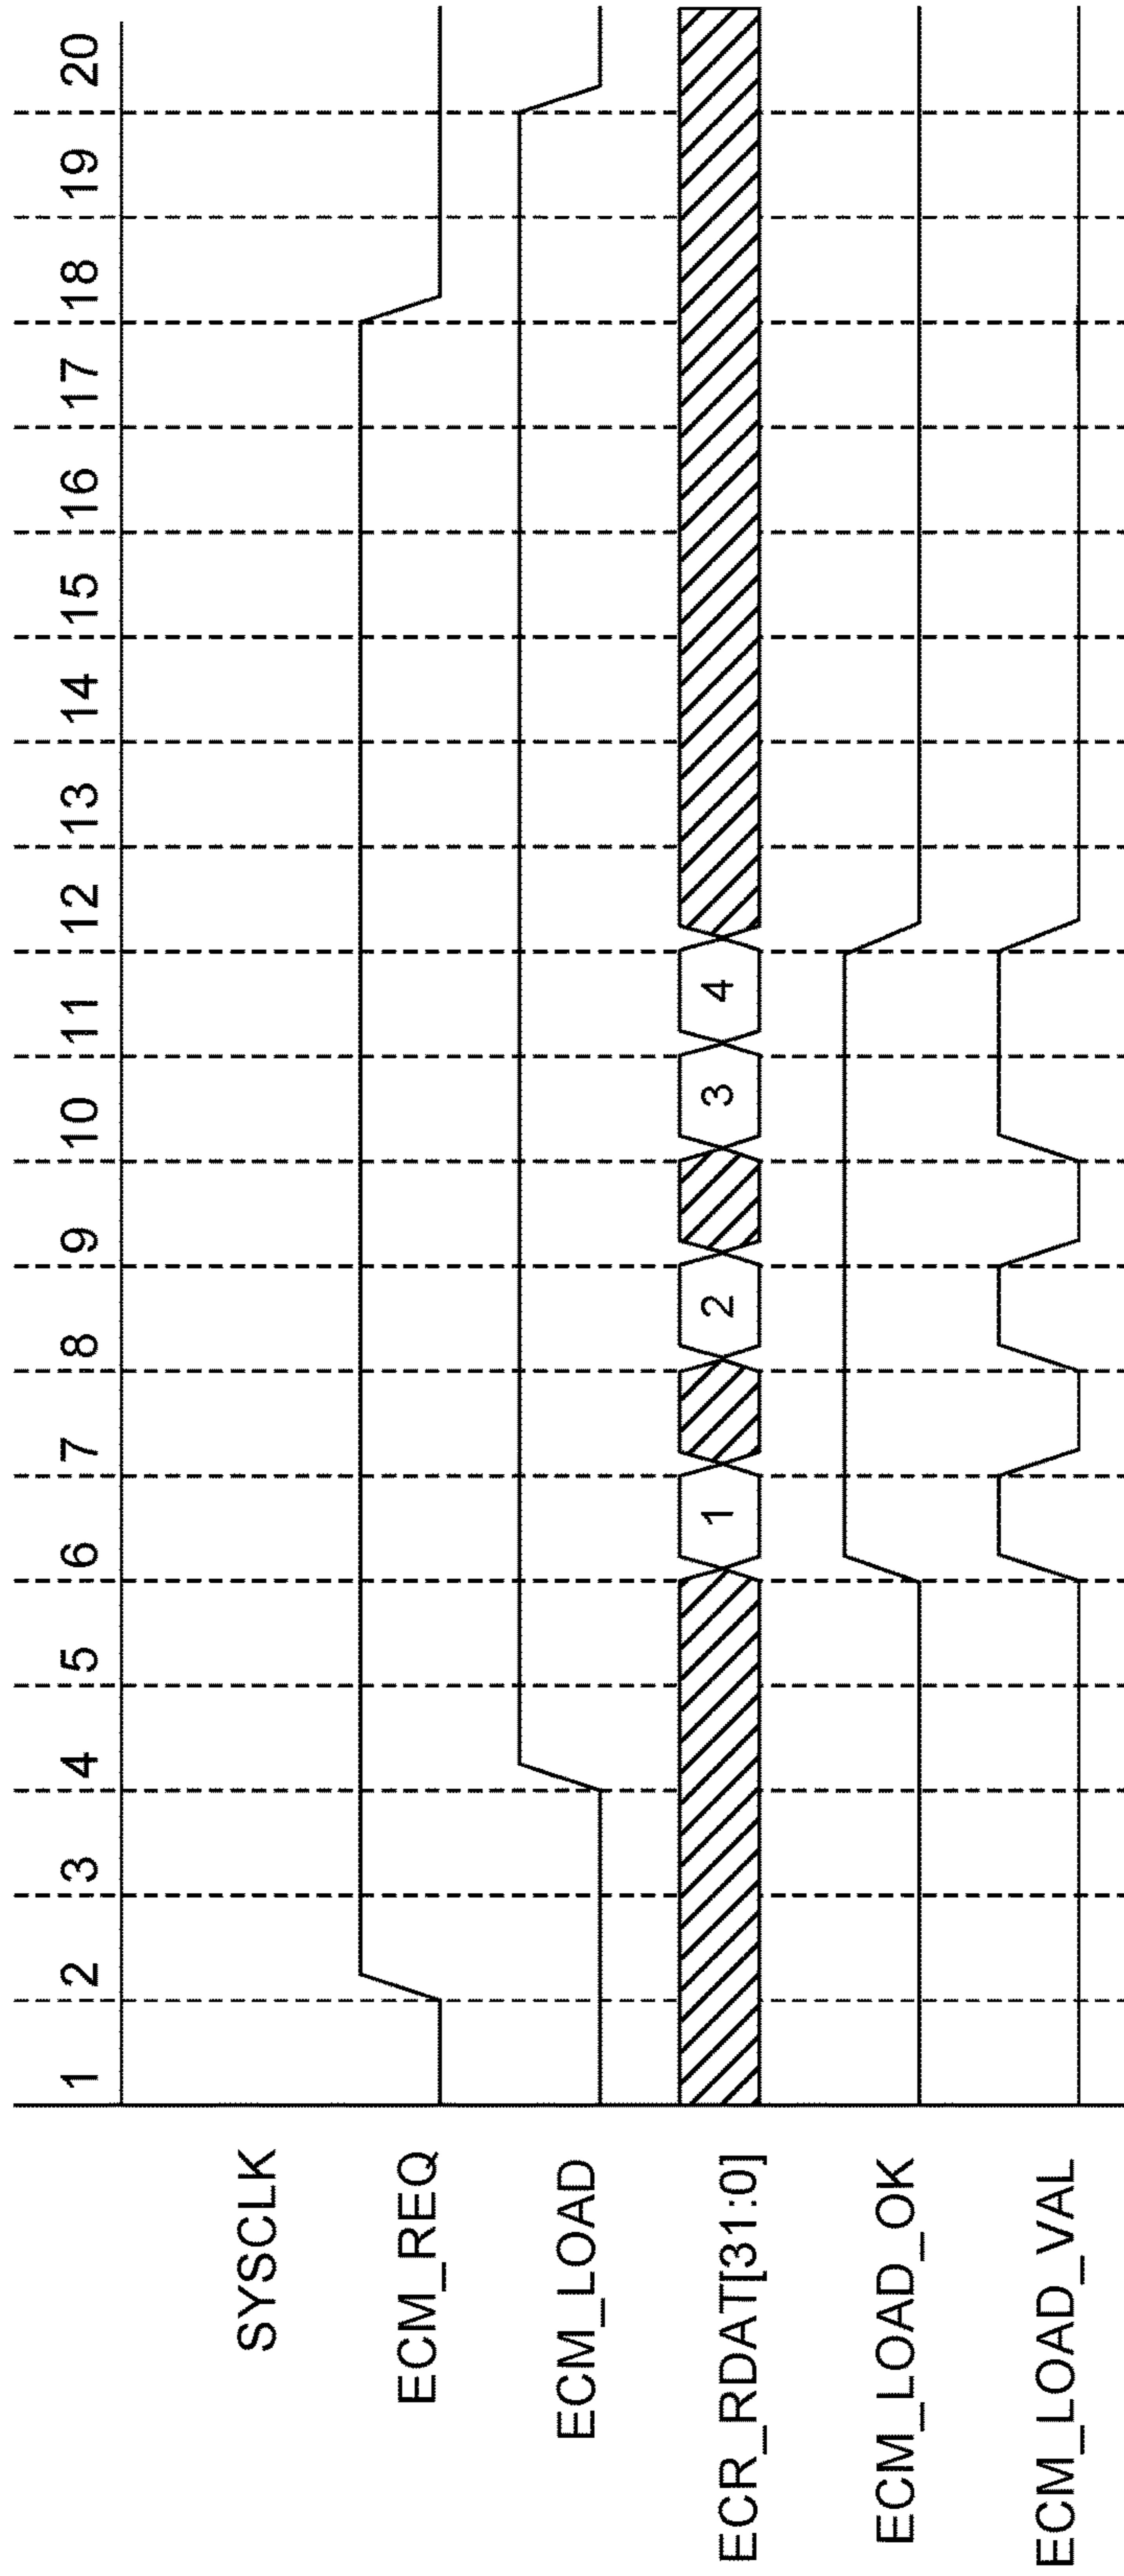 1 2 3 4 5 6 7 8 9 10 11 12 13 14 15 16 17 18 19 20
SYSCLK
ECM_REQ
ECM_LOAD
ECR_RDAT[31:0] 1 2 3 4
ECM_LOAD_OK
ECM_LOAD_VAL